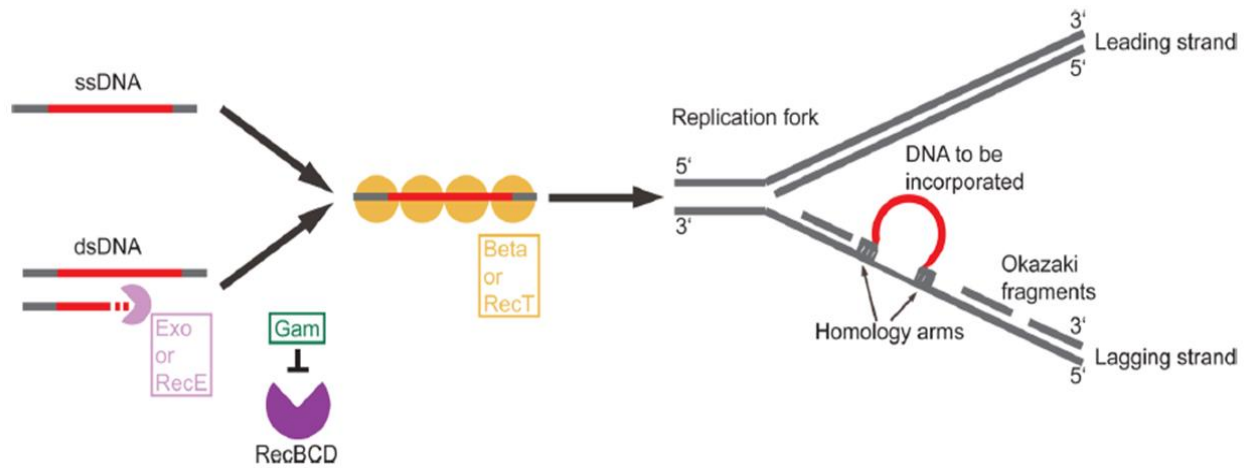 ssDNA
dsDNA
Exo
or
RecE
Gam
RecBCD
Beta
or
RecT
Replication fork
5‘
3‘
3‘
Leading strand
5‘
DNA to be
incorporated
Homology arms
Okazaki
fragments
3‘
Lagging strand
5‘